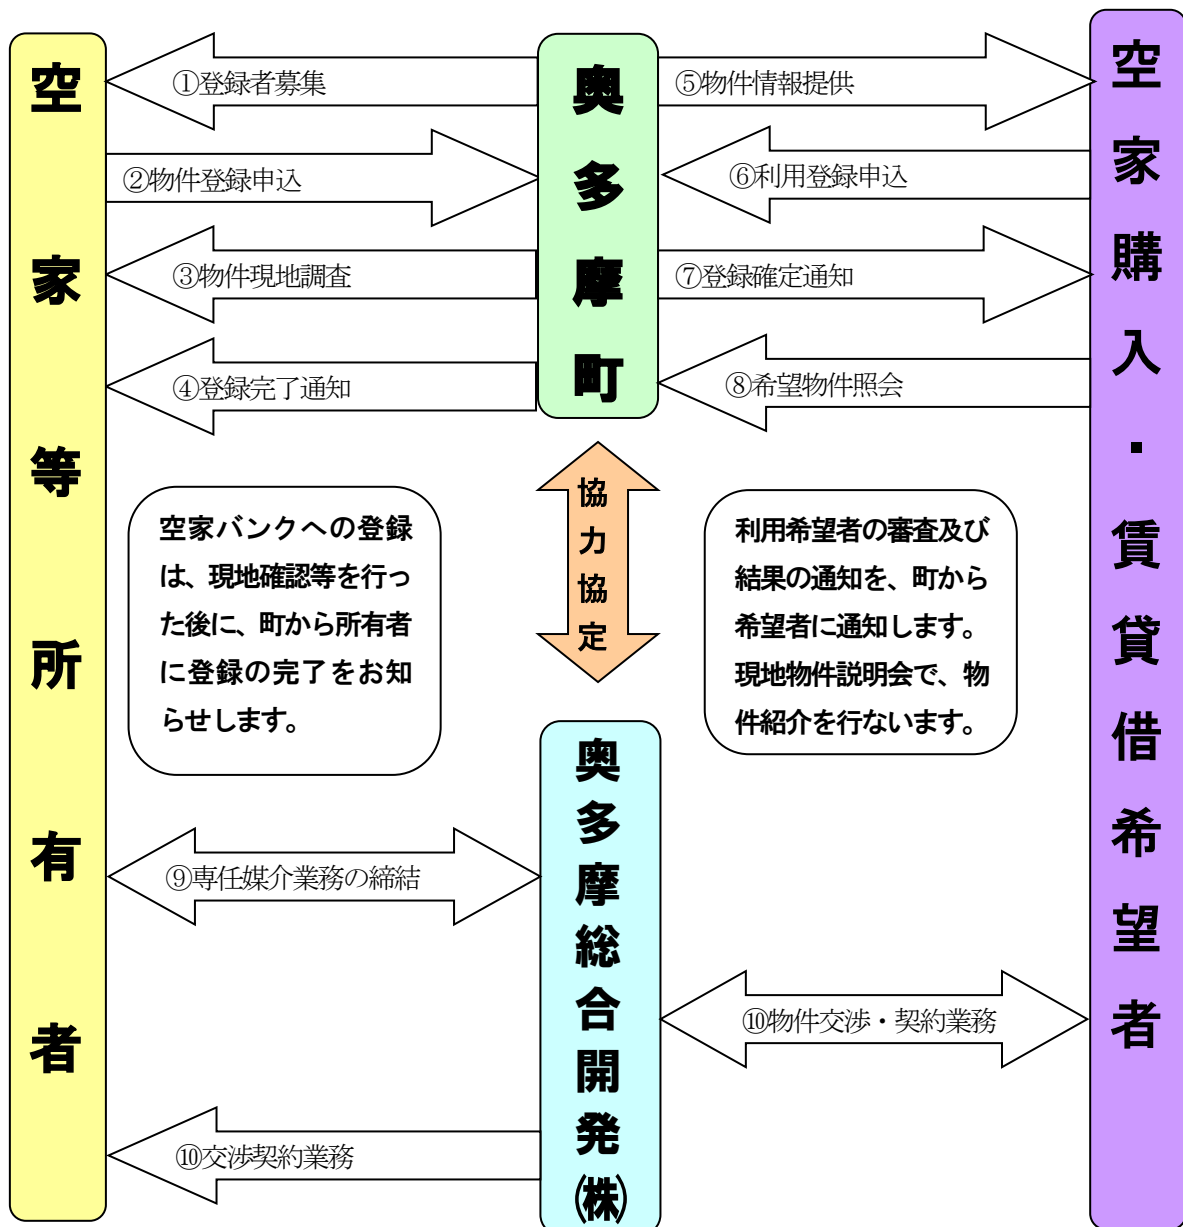 空家等所有者
①登録者募集
②物件登録申込
③物件現地調査
④登録完了通知
奥多摩町
⑤物件情報提供
⑥利用登録申込
⑦登録確定通知
⑧希望物件照会
空家購入・賃貸借希望者
協力協定
空家バンクへの登録
は、現地確認等を行っ
た後に、町から所有者
に登録の完了をお知
らせします。
利用希望者の審査及び
結果の通知を、町から
希望者に通知します。
現地物件説明会で、物
件紹介を行ないます。
奥多摩総合開発(株)
⑨専任媒介業務の締結
⑩物件交渉・契約業務
⑩交渉契約業務